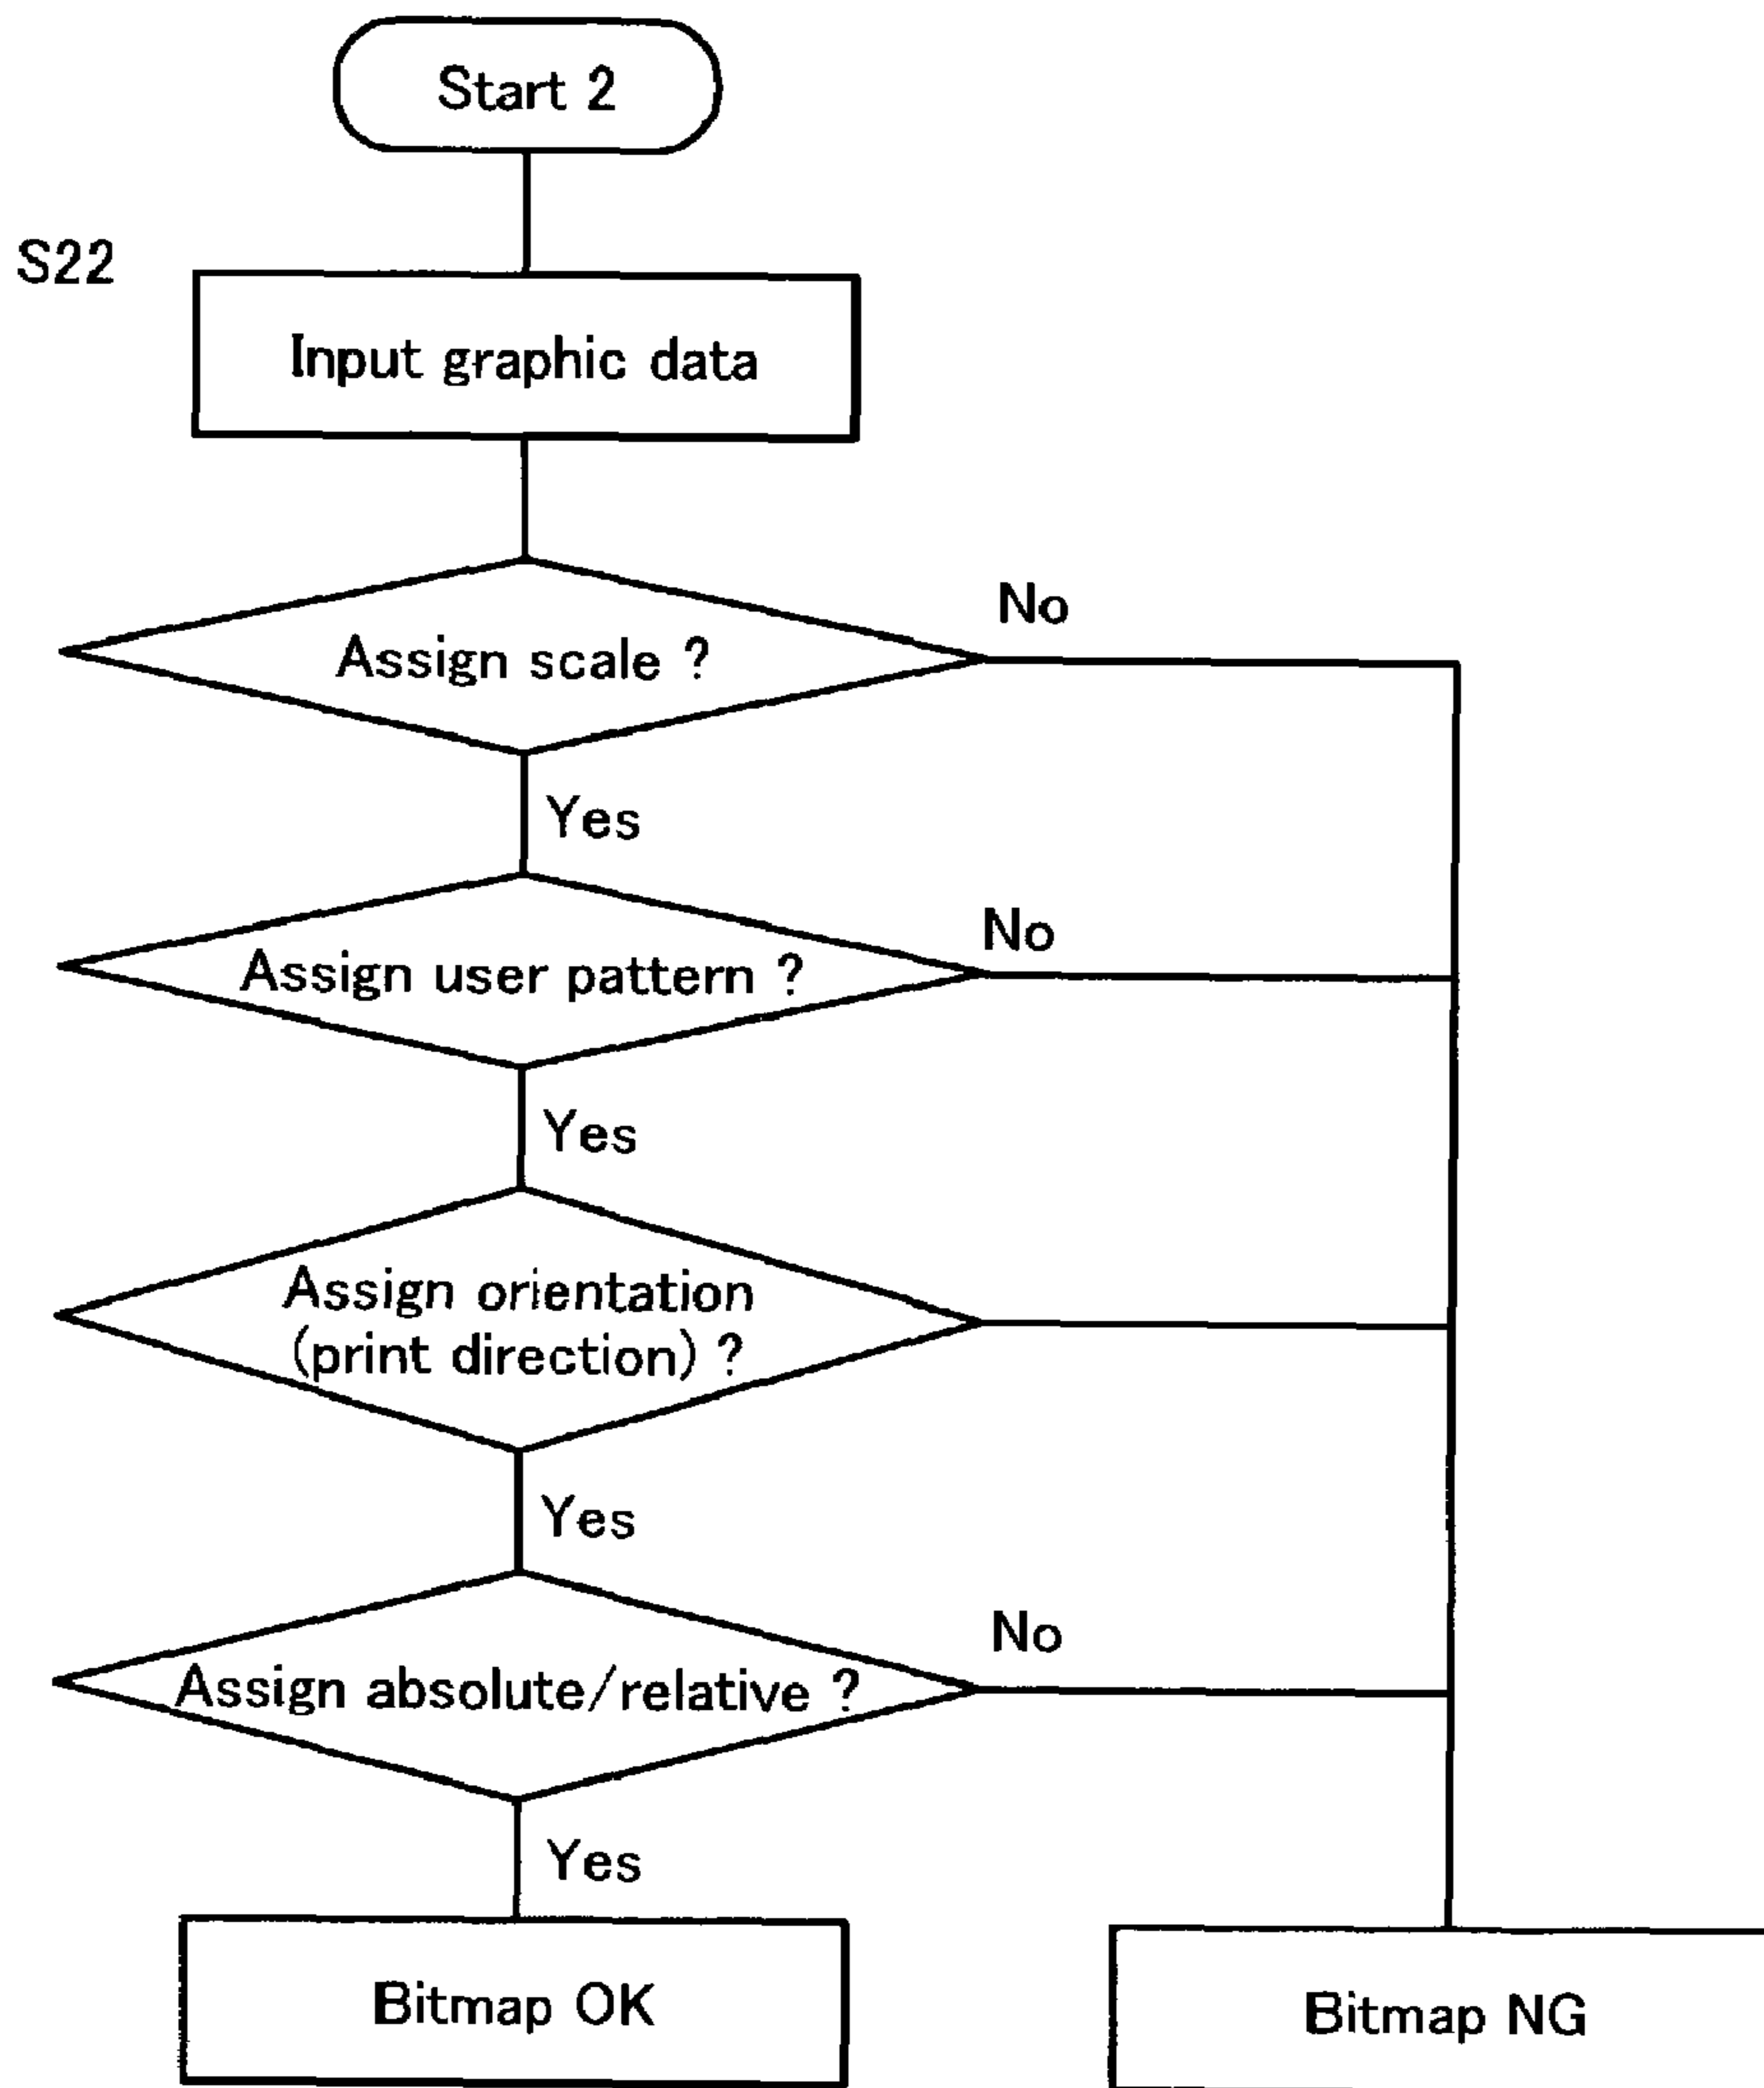 Start 2
S22
Input graphic data
Assign scale ?
No
Yes
Assign user pattern ?
No
Yes
Assign orientation
(print direction) ?
Yes
Assign absolute/relative ?
No
Yes
Bitmap OK
Bitmap NG